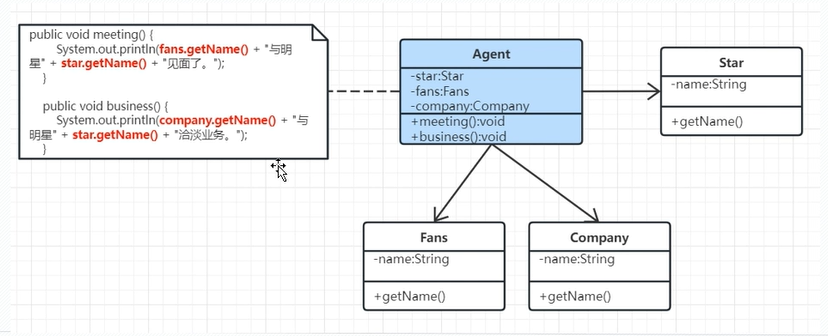 public void meeting() {
System.out.println(fans.getName() + "与明
星" + star.getName() + "见面了。");
}
public void business() {
System.out.println(company.getName() + "与
明星" + star.getName() + "洽淡业务。");
}
Agent
-star:Star
-fans:Fans
-company:Company
+meeting():void
+business():void
Star
-name:String
+getName()
Fans
-name:String
+getName()
Company
-name:String
+getName()